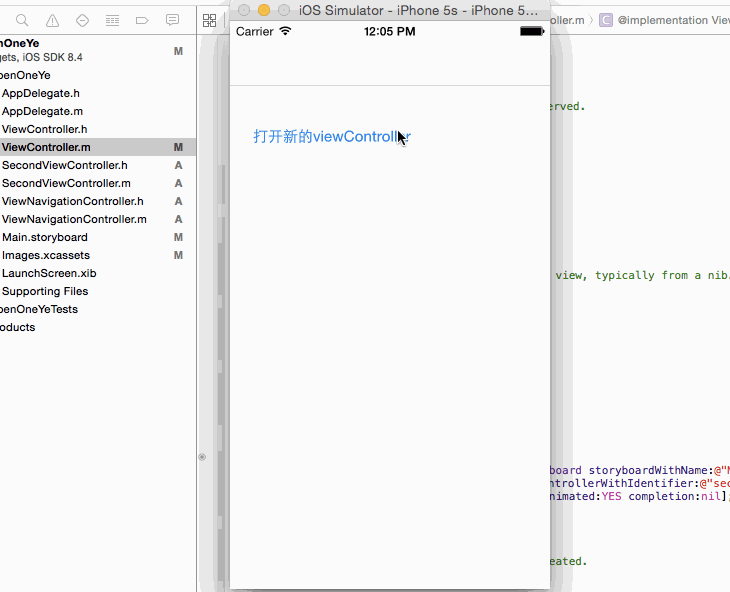 iOS Simulator - iPhone 5s - iPhone 5...
oller.m
C
@implementation View
Carrier
12:05 PM
打开新的viewController
nOneYe
M
gets, iOS SDK 8.4
penOneYe
AppDelegate.h
AppDelegate.m
ViewController.h
ViewController.m
M
SecondViewController.h
A
SecondViewController.m
A
ViewNavigationController.h
A
ViewNavigationController.m
A
Main.storyboard
M
Images.xcassets
M
LaunchScreen.xib
Supporting Files
penOneYeTests
oducts
erved.
view, typically from a nib.
board storyboardWithName:@"M
ntrollerWithIdentifier:@"sec
nimated:YES completion:nil];
eated.